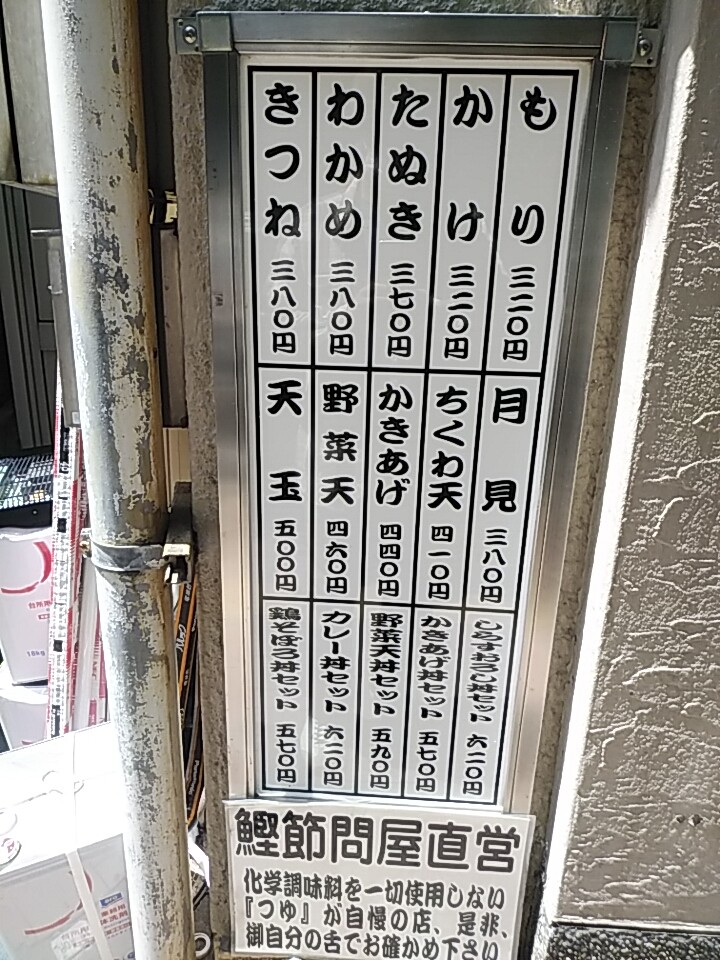 もり 三二〇円
かけ 三二〇円
たぬき 三七〇円
わかめ 三八〇円
きつね 三八〇円
月見 三八〇円
ちくわ天 四一〇円
かきあげ 四四〇円
野菜天 四六〇円
天玉 五〇〇円
しらすおろし丼セット 六二〇円
かきあげ丼セット 五七〇円
野菜天丼セット 五九〇円
カレー丼セット 六二〇円
鶏そぼろ丼セット 五七〇円
鰹節問屋直営
化学調味料を一切使用しない
『つゆ』が自慢の店、是非、
御自分の舌でお確かめ下さい